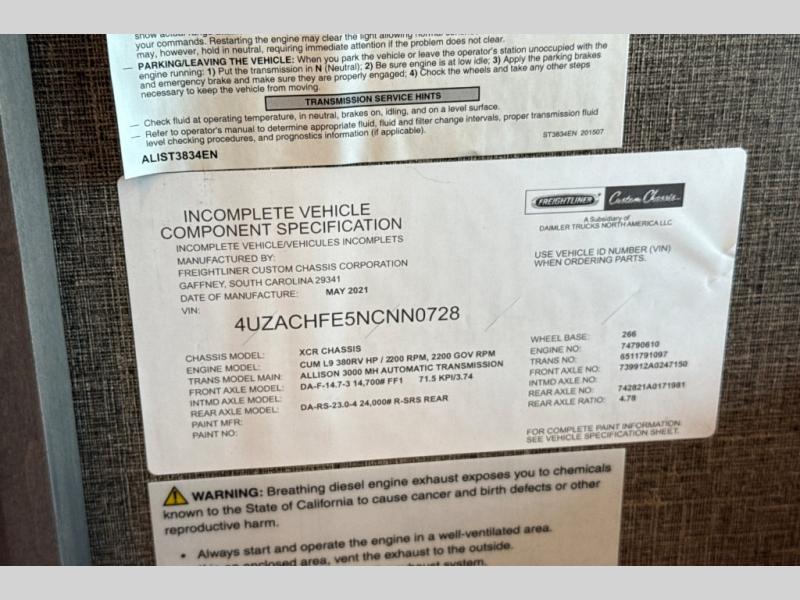 your commands. Restarting the engine may clear the light allowing
may, however, hold in neutral, requiring immediate attention if the problem does not clear.
— PARKING/LEAVING THE VEHICLE: When you park the vehicle or leave the operator's station unoccupied with the
engine running: 1) Put the transmission in N (Neutral); 2) Be sure engine is at low idle; 3) Apply the parking brakes
and emergency brake and make sure they are properly engaged; 4) Chock the wheels and take any other steps
necessary to keep the vehicle from moving.
TRANSMISSION SERVICE HINTS
— Check fluid at operating temperature, in neutral, brakes on, idling, and on a level surface.
— Refer to operator's manual to determine appropriate fluid, fluid and filter change intervals, proper transmission fluid
level checking procedures, and prognostics information (if applicable).
ST3834EN 201507
ALIST3834EN
FREIGHTLINER Custom Chassis
A Subsidiary of
DAIMLER TRUCKS NORTH AMERICA LLC
INCOMPLETE VEHICLE
COMPONENT SPECIFICATION
INCOMPLETE VEHICLE/VEHICULES INCOMPLETS
MANUFACTURED BY:
FREIGHTLINER CUSTOM CHASSIS CORPORATION
GAFFNEY, SOUTH CAROLINA 29341
DATE OF MANUFACTURE: MAY 2021
USE VEHICLE ID NUMBER (VIN)
WHEN ORDERING PARTS.
VIN:
4UZACHFE5NCNN0728
CHASSIS MODEL: XCR CHASSIS
ENGINE MODEL: CUM L9 380RV HP / 2200 RPM, 2200 GOV RPM
TRANS MODEL MAIN: ALLISON 3000 MH AUTOMATIC TRANSMISSION
FRONT AXLE MODEL: DA-F-14.7-3 14,700# FF1 71.5 KPI/3.74
INTMD AXLE MODEL:
REAR AXLE MODEL: DA-RS-23.0-4 24,000# R-SRS REAR
PAINT MFR:
PAINT NO:
WHEEL BASE: 266
ENGINE NO: 74790610
TRANS NO: 6511791097
FRONT AXLE NO: 739912A0247150
INTMD AXLE NO:
REAR AXLE NO: 742821A0171981
REAR AXLE RATIO: 4.78
FOR COMPLETE PAINT INFORMATION
SEE VEHICLE SPECIFICATION SHEET.
WARNING: Breathing diesel engine exhaust exposes you to chemicals
known to the State of California to cause cancer and birth defects or other
reproductive harm.
• Always start and operate the engine in a well-ventilated area.
enclosed area, vent the exhaust to the outside.
exhaust system.